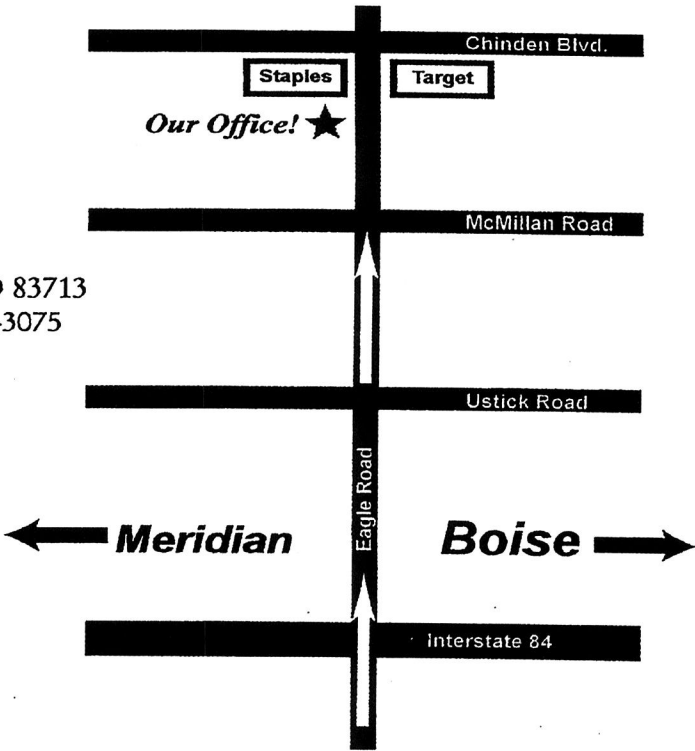 Chinden Blvd.
Staples
Target
Our Office!
McMillan Road
83713
3075
Ustick Road
Eagle Road
Meridian
Boise
Interstate 84